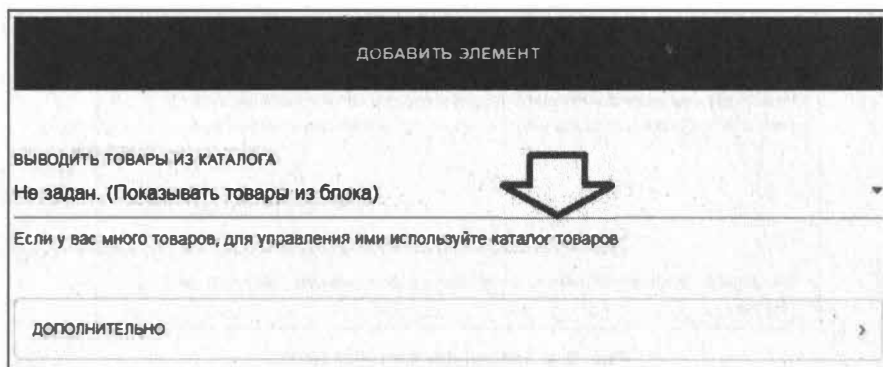 ДОБАВИТЬ ЭЛЕМЕНТ
ВЫВОДИТЬ ТОВАРЫ ИЗ КАТАЛОГА
Не задан. (Показывать товары из блока)
Если у вас много товаров, для управления ими используйте каталог товаров
ДОПОЛНИТЕЛЬНО